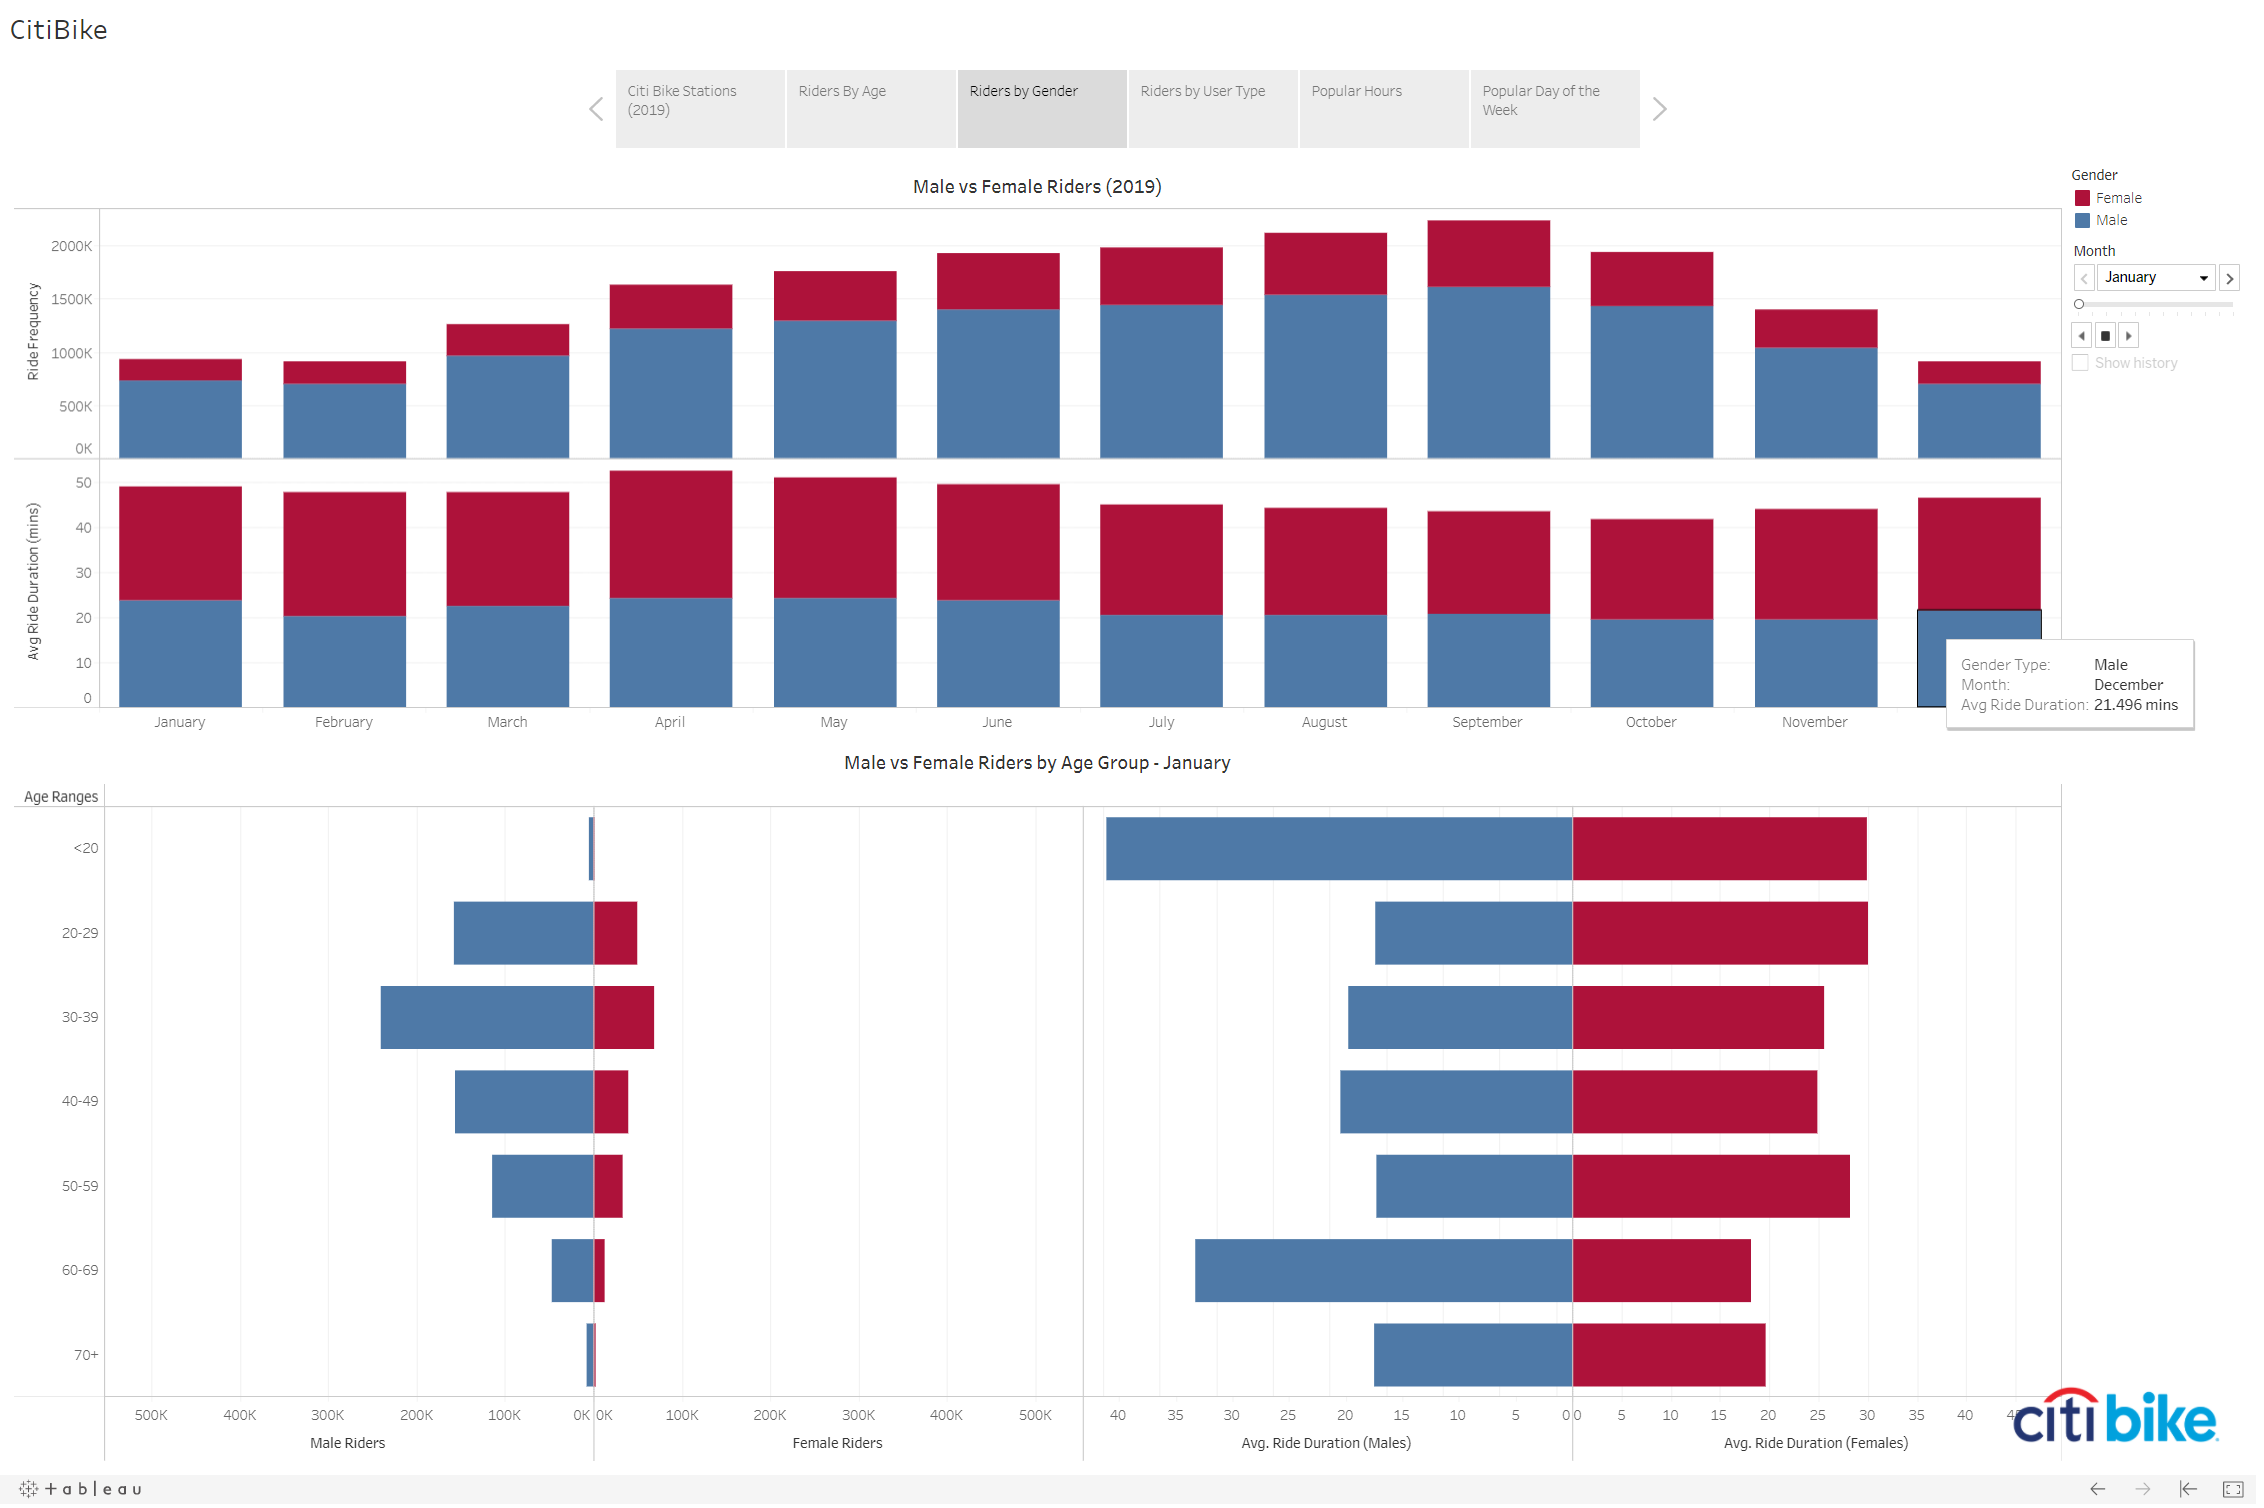 CitiBike
Citi Bike Stations
(2019)
Riders By Age
Riders by Gender
Riders by User Type
Popular Hours
Popular Day of the
Week
Male vs Female Riders (2019)
Gender
Female
Male
Month
January
Show history
Ride Frequency
2000K
1500K
1000K
500K
0K
Avg Ride Duration (mins)
50
40
30
20
10
0
January February March April May June July August September October November
Gender Type: Male
Month: December
Avg Ride Duration: 21.496 mins
Male vs Female Riders by Age Group - January
Age Ranges
<20
20-29
30-39
40-49
50-59
60-69
70+
500K 400K 300K 200K 100K 0K 0K 100K 200K 300K 400K 500K 40 35 30 25 20 15 10 5 0 0 5 10 15 20 25 30 35 40
Male Riders Female Riders Avg. Ride Duration (Males) Avg. Ride Duration (Females)
citi bike
+ableau